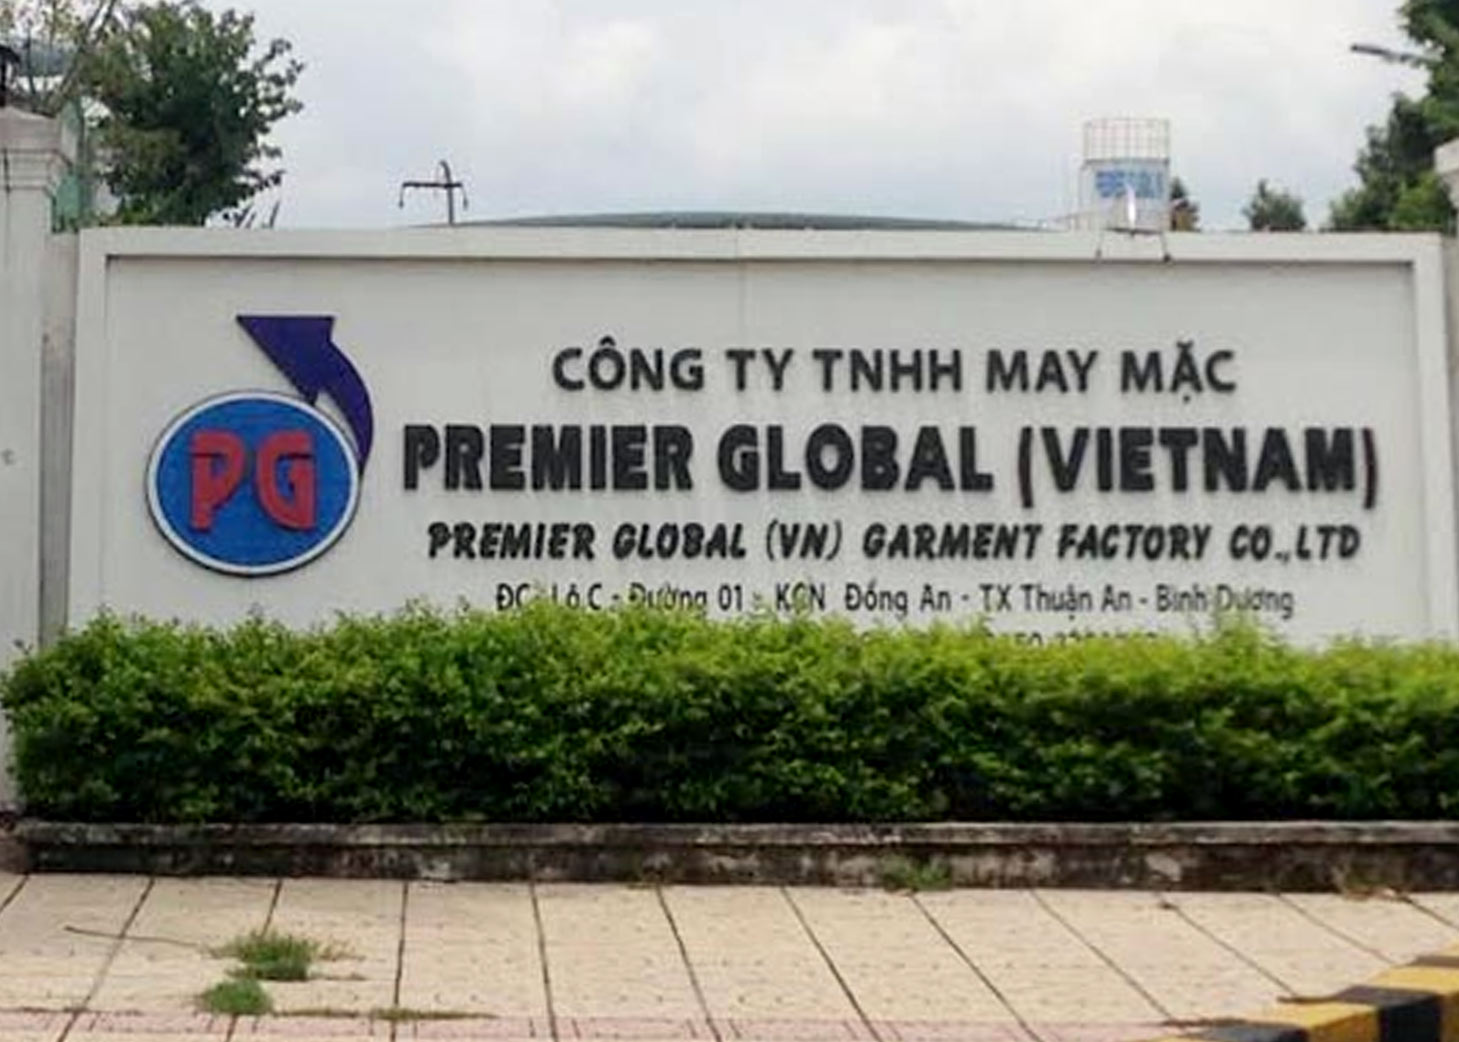 PG
CÔNG TY TNHH MAY MẶC
PREMIER GLOBAL (VIETNAM)
PREMIER GLOBAL (VN) GARMENT FACTORY CO.,LTD
ĐC: Lô C - Đường 01 - KCN Đồng An - TX Thuận An - Bình Dương